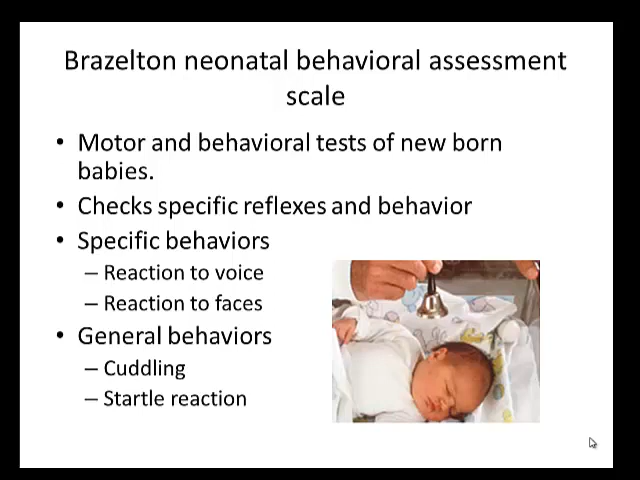 Brazelton neonatal behavioral assessment
scale
• Motor and behavioral tests of new born
babies.
• Checks specific reflexes and behavior
• Specific behaviors
– Reaction to voice
– Reaction to faces
• General behaviors
– Cuddling
– Startle reaction